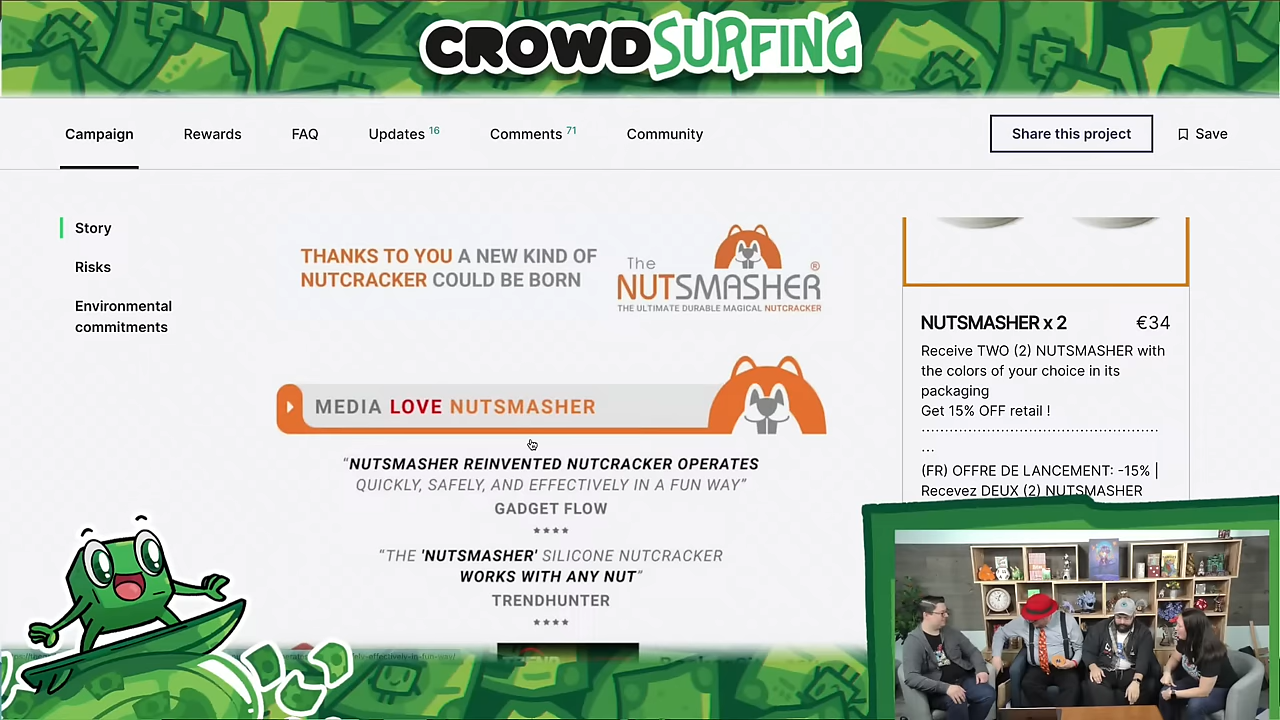 CROWDSURFING
Campaign
Rewards
FAQ
Updates 16
Comments 71
Community
Share this project
Save
Story
Risks
Environmental
commitments
THANKS TO YOU A NEW KIND OF
NUTCRACKER COULD BE BORN
The
NUTSMASHER®
THE ULTIMATE DURABLE MAGICAL NUTCRACKER
MEDIA LOVE NUTSMASHER
“NUTSMASHER REINVENTED NUTCRACKER OPERATES
QUICKLY, SAFELY, AND EFFECTIVELY IN A FUN WAY”
GADGET FLOW
****
“THE 'NUTSMASHER' SILICONE NUTCRACKER
WORKS WITH ANY NUT”
TRENDHUNTER
****
NUTSMASHER x 2 €34
Receive TWO (2) NUTSMASHER with
the colors of your choice in its
packaging
Get 15% OFF retail !
...
(FR) OFFRE DE LANCEMENT: -15% |
Recevez DEUX (2) NUTSMASHER